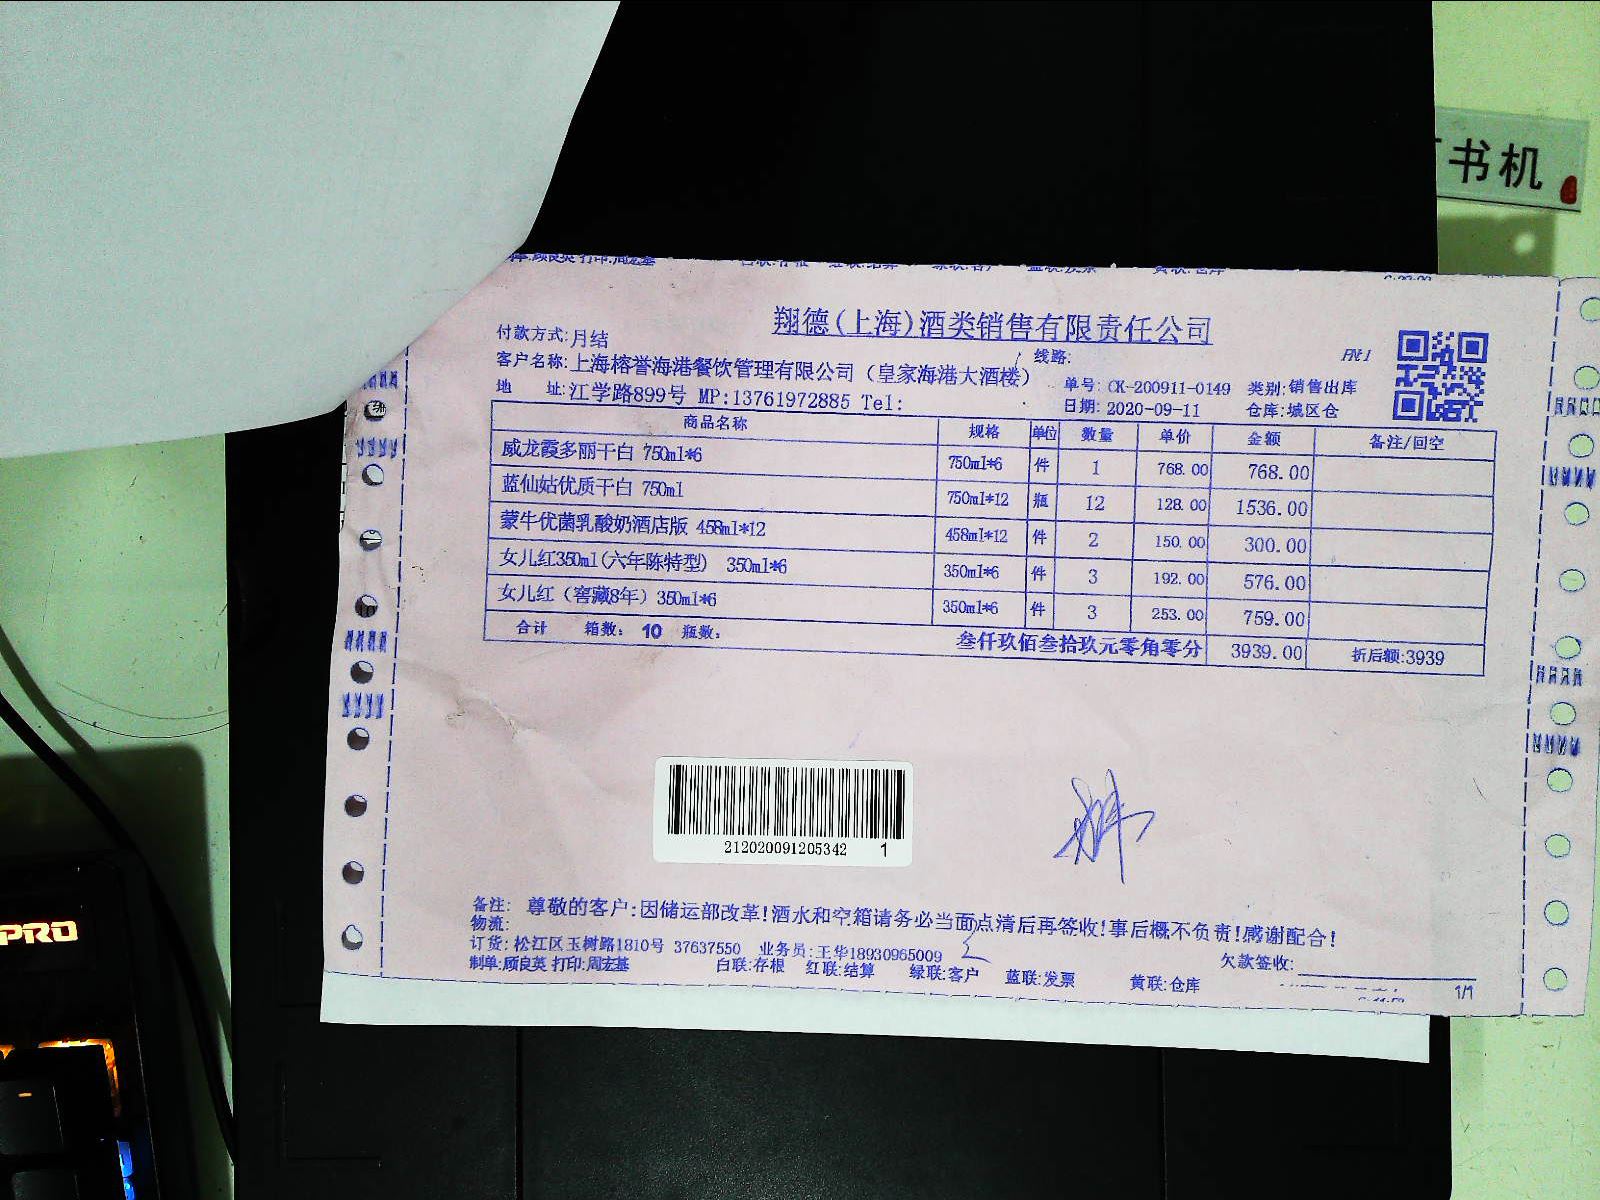 书机
翔德(上海)酒类销售有限责任公司
付款方式:月结
线路:
客户名称:上海榕誉海港餐饮管理有限公司（皇家海港大酒楼）
单号: CK-200911-0149 类别:销售出库
地 址:江学路899号 MP:13761972885 Tel:
日期: 2020-09-11 仓库:城区仓
商品名称 规格 单位 数量 单价 金额 备注/回空
威龙霞多丽干白 750ml*6 750ml*6 件 1 768.00 768.00
蓝仙姑优质干白 750ml 750ml*12 瓶 12 128.00 1536.00
蒙牛优菌乳酸奶酒店版 458ml*12 458ml*12 件 2 150.00 300.00
女儿红350ml(六年陈特型) 350ml*6 350ml*6 件 3 192.00 576.00
女儿红（窖藏8年）350ml*6 350ml*6 件 3 253.00 759.00
合计 箱数: 10 瓶数: 叁仟玖佰叁拾玖元零角零分 3939.00 折后额:3939
212020091205342 1
备注: 尊敬的客户:因储运部改革!酒水和空箱请务必当面点清后再签收!事后概不负责!感谢配合!
物流:
订货: 松江区玉树路1810号 37637550 业务员:王华18930965009
欠款签收:
制单:顾良英 打印:周宏基 白联:存根 红联:结算 绿联:客户 蓝联:发票 黄联:仓库 1/1
PRO